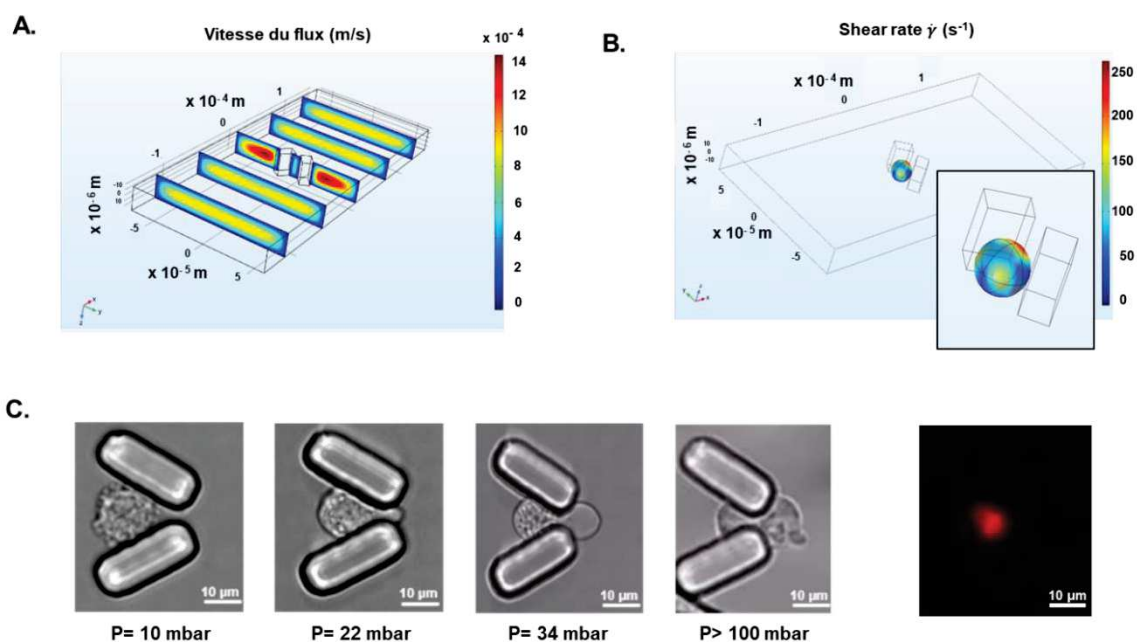 A.
Vitesse du flux (m/s)
x 10⁻⁴
14
12
10
8
6
4
2
0
x 10⁻⁴ m
1
0
-1
x 10⁻⁶ m
-10
0
10
-5
0
5
x 10⁻⁵ m
x
y
z
B.
Shear rate γ̇ (s⁻¹)
250
200
150
100
50
0
x 10⁻⁴ m
1
0
-1
x 10⁻⁶ m
10
0
-10
5
0
-5
x 10⁻⁵ m
C.
10 µm
10 µm
10 µm
10 µm
10 µm
P= 10 mbar
P= 22 mbar
P= 34 mbar
P> 100 mbar